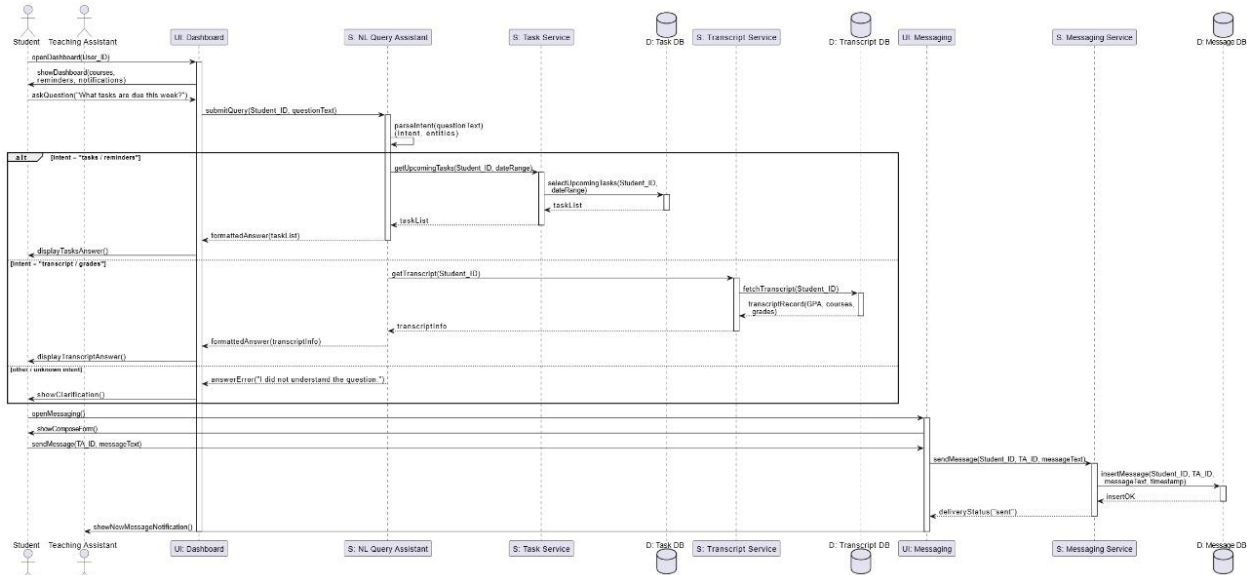 Student
Teaching Assistant
UI: Dashboard
S: NL Query Assistant
S: Task Service
D: Task DB
S: Transcript Service
D: Transcript DB
UI: Messaging
S: Messaging Service
D: Message DB
openDashboard(User_ID)
showDashboard(courses,
reminders, notifications)
askQuestion("What tasks are due this week?")
submitQuery(Student_ID, questionText)
parseIntent(questionText)
(intent, entities)
alt [intent = "tasks / reminders"]
getUpcomingTasks(Student_ID, dateRange)
selectUpcomingTasks(Student_ID,
dateRange)
taskList
taskList
formattedAnswer(taskList)
displayTasksAnswer()
[intent = "transcript / grades"]
getTranscript(Student_ID)
fetchTranscript(Student_ID)
transcriptRecord(GPA, courses,
grades)
transcriptInfo
formattedAnswer(transcriptInfo)
displayTranscriptAnswer()
[other / unknown intent]
answerError("I did not understand the question.")
showClarification()
openMessaging()
showComposeForm()
sendMessage(TA_ID, messageText)
sendMessage(Student_ID, TA_ID, messageText)
insertMessage(Student_ID, TA_ID,
messageText, timestamp)
insertOK
deliveryStatus("sent")
showNewMessageNotification()
Student
Teaching Assistant
UI: Dashboard
S: NL Query Assistant
S: Task Service
D: Task DB
S: Transcript Service
D: Transcript DB
UI: Messaging
S: Messaging Service
D: Message DB